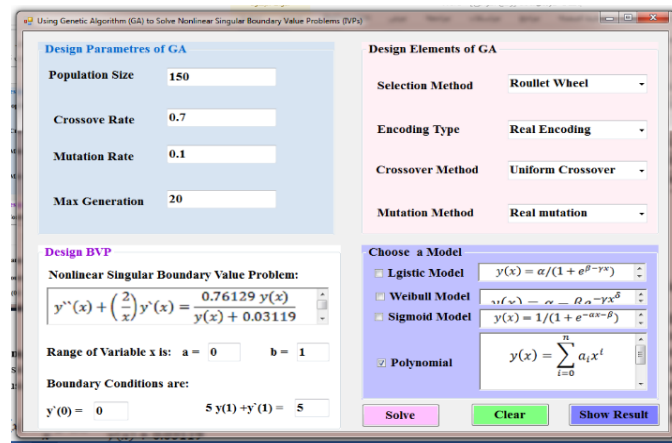 Using Genetic Algorithm (GA) to Solve Nonlinear Singular Boundary Value Problems (IVPs)
Design Parametres of GA
Population Size 150
Crossove Rate 0.7
Mutation Rate 0.1
Max Generation 20
Design Elements of GA
Selection Method Roullet Wheel
Encoding Type Real Encoding
Crossover Method Uniform Crossover
Mutation Method Real mutation
Design BVP
Nonlinear Singular Boundary Value Problem:
y``(x) + (2/x) y`(x) = 0.76129 y(x) / y(x) + 0.03119
Range of Variable x is: a = 0 b = 1
Boundary Conditions are:
y`(0) = 0 5 y(1) +y`(1) = 5
Choose a Model
Lgistic Model y(x) = α/(1 + e^{β−γx})
Weibull Model y(x) = α − βe^{−γx^δ}
Sigmoid Model y(x) = 1/(1 + e^{−αx−β})
Polynomial y(x) = ∑_{i=0}^{n} a_i x^i
Solve Clear Show Result